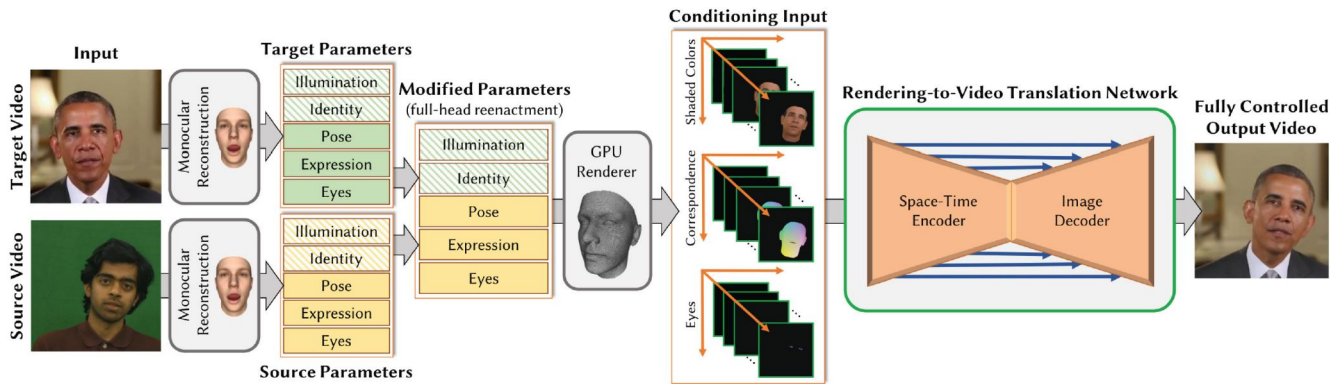 Input
Target Video
Monocular
Reconstruction
Target Parameters
Illumination
Identity
Pose
Expression
Eyes
Source Video
Monocular
Reconstruction
Illumination
Identity
Pose
Expression
Eyes
Source Parameters
Modified Parameters
(full-head reenactment)
Illumination
Identity
Pose
Expression
Eyes
GPU
Renderer
Conditioning Input
Shaded Colors
Correspondence
Eyes
Rendering-to-Video Translation Network
Space-Time
Encoder
Image
Decoder
Fully Controlled
Output Video